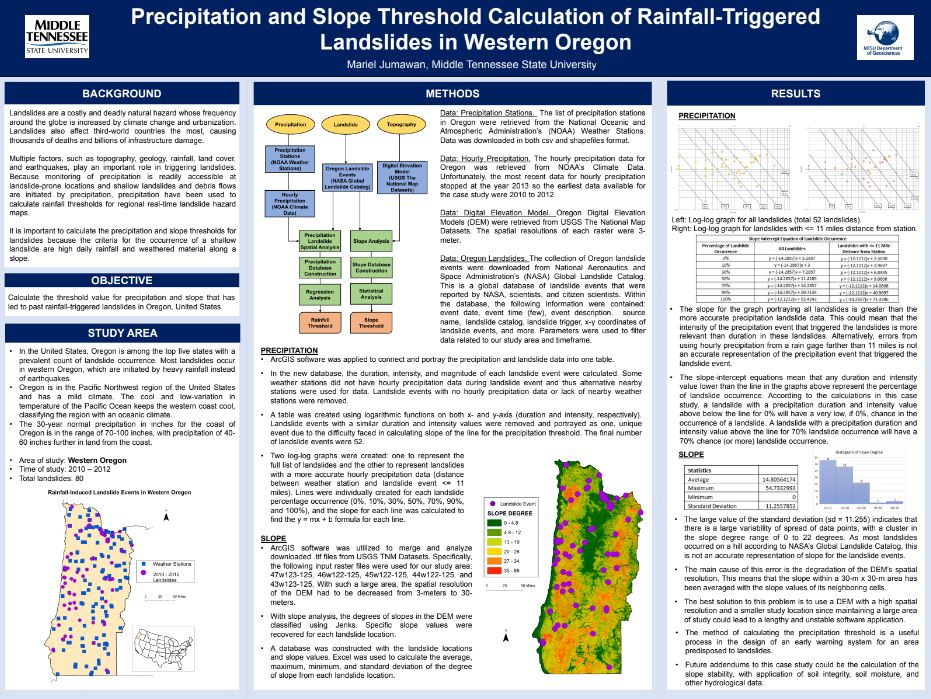 Precipitation and Slope Threshold Calculation of Rainfall-Triggered
Landslides in Western Oregon
Mariel Jumawan, Middle Tennessee State University
MIDDLE
TENNESSEE
STATE UNIVERSITY
MTSU Department
of Geosciences
BACKGROUND
Landslides are a costly and deadly natural hazard whose frequency
around the globe is increased by climate change and urbanization.
Landslides also affect third-world countries the most, causing
thousands of deaths and billions of infrastructural damages.
Multiple factors, such as topography, geology, rainfall, land cover,
and earthquakes, play an important role in triggering landslides.
Because monitoring of precipitation is readily accessible at
landslide-prone locations and shallow landslides and debris flows
are initiated by precipitation, precipitation have been used to
calculate rainfall thresholds for regional real-time landslide hazard
maps.
It is important to calculate the precipitation and slope thresholds for
landslides because the criteria for the occurrence of a shallow
landslide are high daily rainfall and weathered material along a
slope.
OBJECTIVE
Calculate the threshold value for precipitation and slope that has
led to past rainfall-triggered landslides in Oregon, United States.
STUDY AREA
• In the United States, Oregon is among the top five states with a
prevalent count of landslide occurrence. Most landslides occur
in western Oregon, which are initiated by heavy rainfall instead
of earthquakes.
• Oregon is in the Pacific Northwest region of the United States
and has a mild climate. The cool and low-variation in
temperature of the Pacific Ocean keeps the western coast cool,
classifying the region with an oceanic climate.
• The 30-year normal precipitation in inches for the coast of
Oregon is in the range of 70-100 inches, with precipitation of 40-
60 inches further in land from the coast.
• Area of study: Western Oregon
• Time of study: 2010 – 2012
• Total landslides: 80
Rainfall-Induced Landslide Events in Western Oregon
Weather Stations
2010 - 2012
Landslides
METHODS
Precipitation
Landslide
Topography
Precipitation
Stations
(NOAA Weather
Stations)
Oregon Landslide
Events
(NASA Global
Landslide Catalog)
Digital Elevation
Model
(USGS The
National Map
Datasets)
Hourly
Precipitation
(NOAA Climate
Data)
Precipitation
Landslide
Spatial Analysis
Slope Analysis
Precipitation
Database
Construction
Slope Database
Construction
Regression
Analysis
Statistical
Analysis
Rainfall
Threshold
Slope
Threshold
Data: Precipitation Stations. The list of precipitation stations
in Oregon were retrieved from the National Oceanic and
Atmospheric Administration's (NOAA) Weather Stations.
Data was downloaded in both csv and shapefiles format.
Data: Hourly Precipitation. The hourly precipitation data for
Oregon was retrieved from NOAA's Climate Data.
Unfortunately, the most recent data for hourly precipitation
stopped at the year 2013 so the earliest data available for
the case study were 2010 to 2012.
Data: Digital Elevation Model. Oregon Digital Elevation
Models (DEM) were retrieved from USGS The National Map
Datasets. The spatial resolutions of each raster were 3-
meter.
Data: Oregon Landslides. The collection of Oregon landslide
events were downloaded from National Aeronautics and
Space Administration's (NASA) Global Landslide Catalog.
This is a global database of landslide events that were
reported by NASA, scientists, and citizen scientists. Within
the database, the following information were contained:
event date, event time (few), event description. source
name, landslide catalog, landslide trigger, x-y coordinates of
landslide events, and more. Parameters were used to filter
data related to our study area and timeframe.
PRECIPITATION
• ArcGIS software was applied to connect and portray the precipitation and landslide data into one table.
• In the new database, the duration, intensity, and magnitude of each landslide event were calculated. Some
weather stations did not have hourly precipitation data during landslide event and thus alternative nearby
stations were used for data. Landslide events with no hourly precipitation data or lack of nearby weather
stations were removed.
• A table was created using logarithmic functions on both x- and y-axis (duration and intensity, respectively).
Landslide events with a similar duration and intensity values were removed and portrayed as one, unique
event due to the difficulty faced in calculating slope of the line for the precipitation threshold. The final number
of landslide events were 52.
• Two log-log graphs were created: one to represent the
full list of landslides and the other to represent landslides
with a more accurate hourly precipitation data (distance
between weather station and landslide event <= 11
miles). Lines were individually created for each landslide
percentage occurrence (0%, 10%, 30%, 50%, 70%, 90%,
and 100%), and the slope for each line was calculated to
find the y = mx + b formula for each line.
SLOPE
• ArcGIS software was utilized to merge and analyze
downloaded .tif files from USGS TNM Datasets. Specifically,
the following input raster files were used for our study area:
47w123-125, 46w122-125, 45w122-125, 44w122-125, and
43w123-125. With such a large area, the spatial resolution
of the DEM had to be decreased from 3-meters to 30-
meters.
• With slope analysis, the degrees of slopes in the DEM were
classified using Jenks. Specific slope values were
recovered for each landslide location.
• A database was constructed with the landslide locations
and slope values. Excel was used to calculate the average,
maximum, minimum, and standard deviation of the degree
of slope from each landslide location.
Landslide Event
SLOPE DEGREE
0 - 4.8
4.9 - 12
13 - 19
20 - 26
27 - 34
35 - 88
RESULTS
PRECIPITATION
Left: Log-log graph for all landslides (total 52 landslides).
Right: Log-log graph for landslides with <= 11 miles distance from station.
Slope-Intercept Equation of Landslide Occurrence
Percentage of Landslide
Occurrence
All Landslides
Landslides with <= 11 Mile
Distance from Station
0%
10%
30%
50%
70%
90%
100%
• The slope for the graph portraying all landslides is greater than the
more accurate precipitation landslide data. This could mean that the
intensity of the precipitation event that triggered the landslides is more
relevant than duration in these landslides. Alternatively, errors from
using hourly precipitation from a rain gage farther than 11 miles is not
an accurate representation of the precipitation event that triggered the
landslide event.
• The slope-intercept equations mean that any duration and intensity
value lower than the line in the graphs above represent the percentage
of landslide occurrence. According to the calculations in this case
study, a landslide with a precipitation duration and intensity value
above below the line for 0% will have a very low, if 0%, chance in the
occurrence of a landslide. A landslide with a precipitation duration and
intensity value above the line for 70% landslide occurrence will have a
70% chance (or more) landslide occurrence.
SLOPE
Statistics
Average 14.80564174
Maximum 54.7332993
Minimum 0
Standard Deviation 11.2557852
Histogram of Slope Degree
• The large value of the standard deviation (sd = 11.255) indicates that
there is a large variability of spread of data points, with a cluster in
the slope degree range of 0 to 22 degrees. As most landslides
occurred on a hill according to NASA's Global Landslide Catalog, this
is not an accurate representation of slope for the landslide events.
• The main cause of this error is the degradation of the DEM's spatial
resolution. This means that the slope within a 30-m x 30-m area has
been averaged with the slope values of its neighboring cells.
• The best solution to this problem is to use a DEM with a high spatial
resolution and a smaller study location since maintaining a large area
of study could lead to a lengthy and unstable software application.
• The method of calculating the precipitation threshold is a useful
process in the design of an early warning system for an area
predisposed to landslides.
• Future addendums to this case study could be the calculation of the
slope stability, with application of soil integrity, soil moisture, and
other hydrological data.